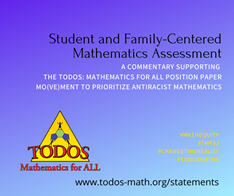 Student and Family-Centered
Mathematics Assessment
A COMMENTARY SUPPORTING
THE TODOS: MATHEMATICS FOR ALL POSITION PAPER
MO(VE)MENT TO PRIORITIZE ANTIRACIST MATHEMATICS
TODOS
Mathematics for ALL
www.todos-math.org/statements